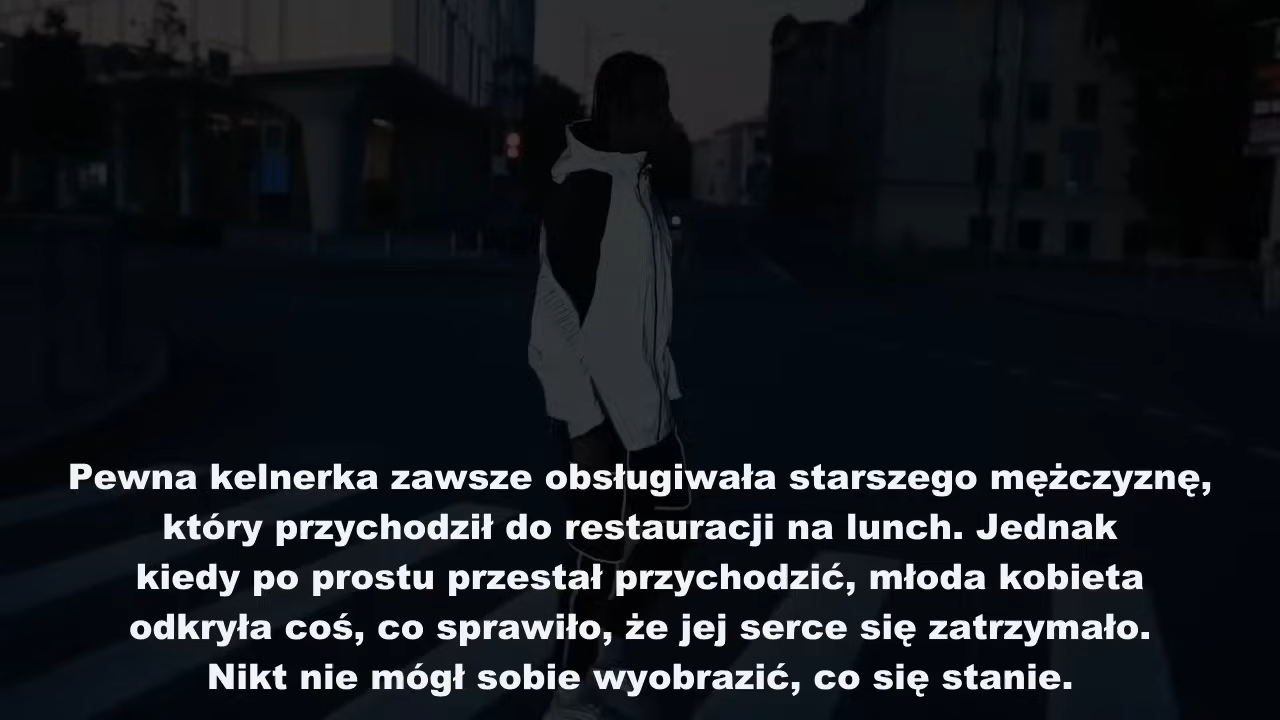 Pewna kelnerka zawsze obsługiwała starszego mężczyznę,
który przychodził do restauracji na lunch. Jednak
kiedy po prostu przestał przychodzić, młoda kobieta
odkryła coś, co sprawiło, że jej serce się zatrzymało.
Nikt nie mógł sobie wyobrazić, co się stanie.